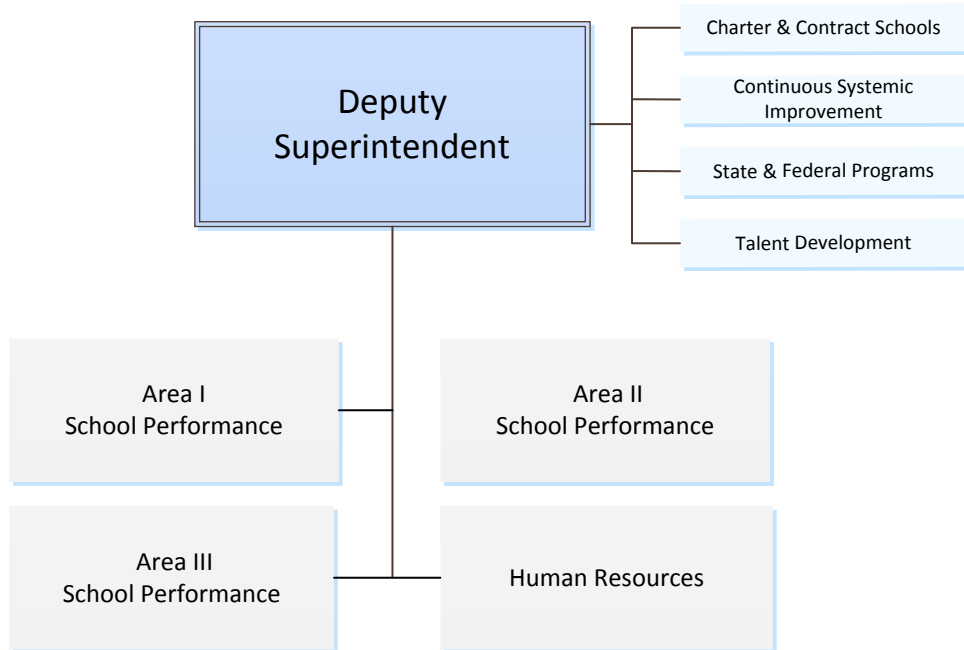 Deputy
Superintendent
Charter & Contract Schools
Continuous Systemic
Improvement
State & Federal Programs
Talent Development
Area I
School Performance
Area II
School Performance
Area III
School Performance
Human Resources